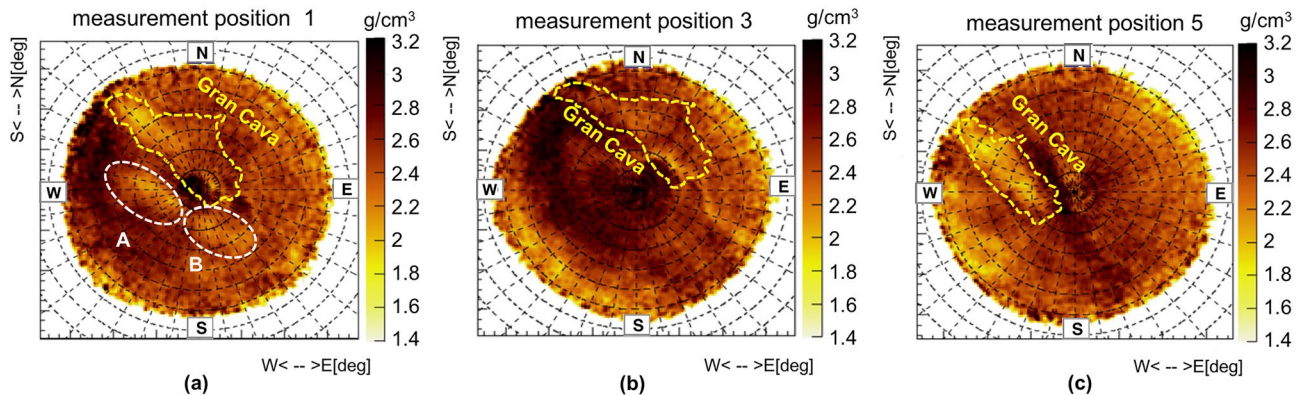 measurement position 1
g/cm³
S< -- >N[deg]
N
Gran Cava
W
E
A
B
S
3.2
3
2.8
2.6
2.4
2.2
2
1.8
1.6
1.4
W< -- >E[deg]
(a)
measurement position 3
g/cm³
S< -- >N[deg]
N
Gran Cava
W
E
S
3.2
3
2.8
2.6
2.4
2.2
2
1.8
1.6
1.4
W< -- >E[deg]
(b)
measurement position 5
g/cm³
S< -- >N[deg]
N
Gran Cava
W
E
S
3.2
3
2.8
2.6
2.4
2.2
2
1.8
1.6
1.4
W< -- >E[deg]
(c)